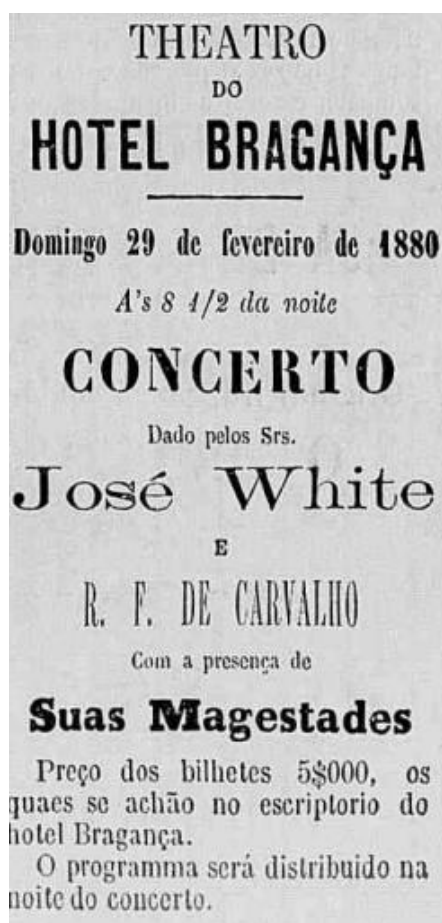 THEATRO
DO
HOTEL BRAGANÇA
Domingo 29 de fevereiro de 1880
A's 8 1/2 da noite
CONCERTO
Dado pelos Srs.
José White
E
R. F. DE CARVALHO
Com a presença de
Suas Magestades
Preço dos bilhetes 5$000, os
quaes se achão no escriptorio do
hotel Bragança.
O programma será distribuido na
noite do concerto.